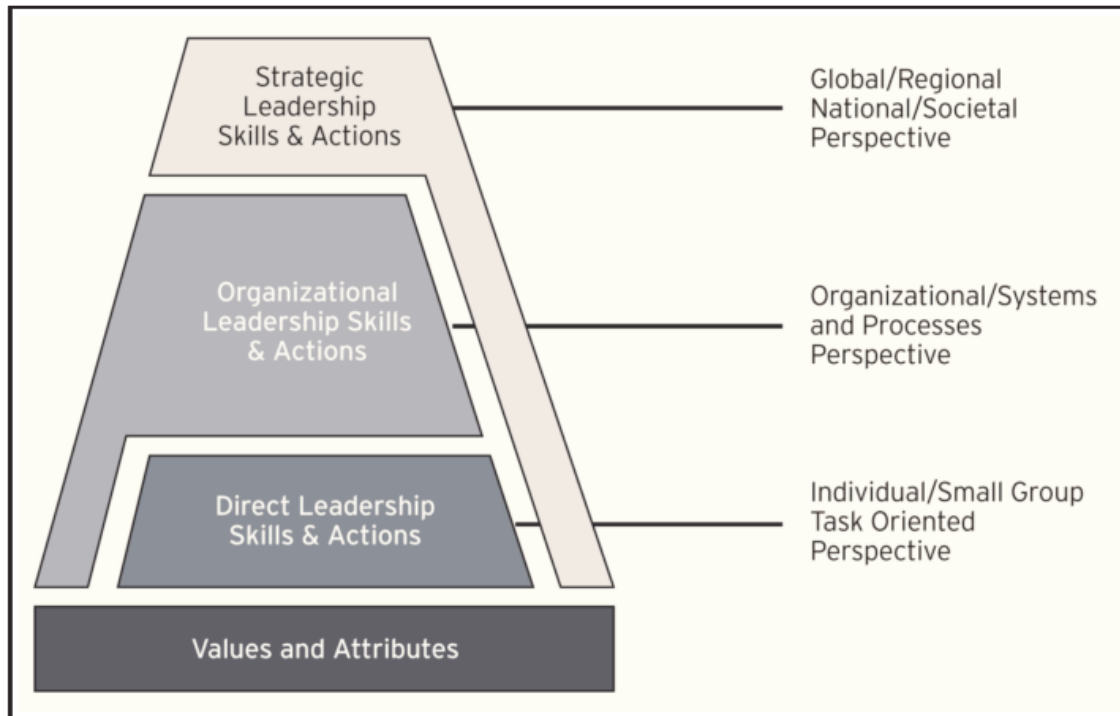 Strategic
Leadership
Skills & Actions
Global/Regional
National/Societal
Perspective
Organizational
Leadership Skills
& Actions
Organizational/Systems
and Processes
Perspective
Direct Leadership
Skills & Actions
Individual/Small Group
Task Oriented
Perspective
Values and Attributes